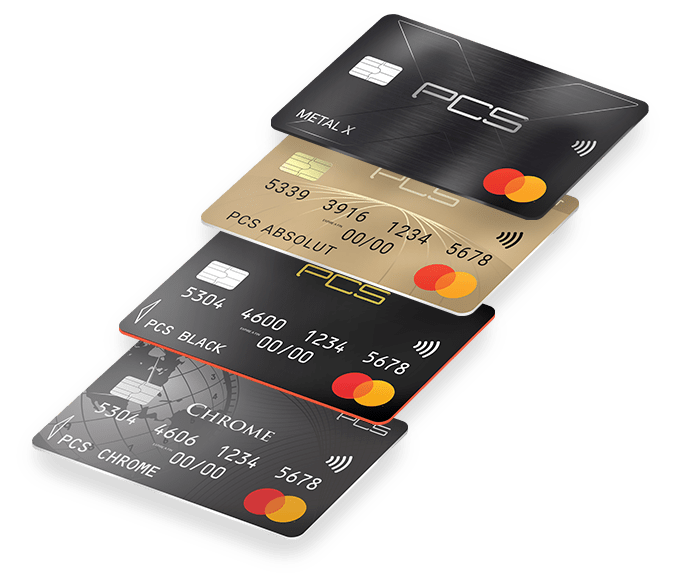 PCS
METAL X
PCS
5339 3916 1234 5678
00/00
PCS ABSOLUT
PCS
5304 4600 1234 5678
00/00
PCS BLACK
CHROME
PCS
5304 4606 1234 5678
00/00
PCS CHROME